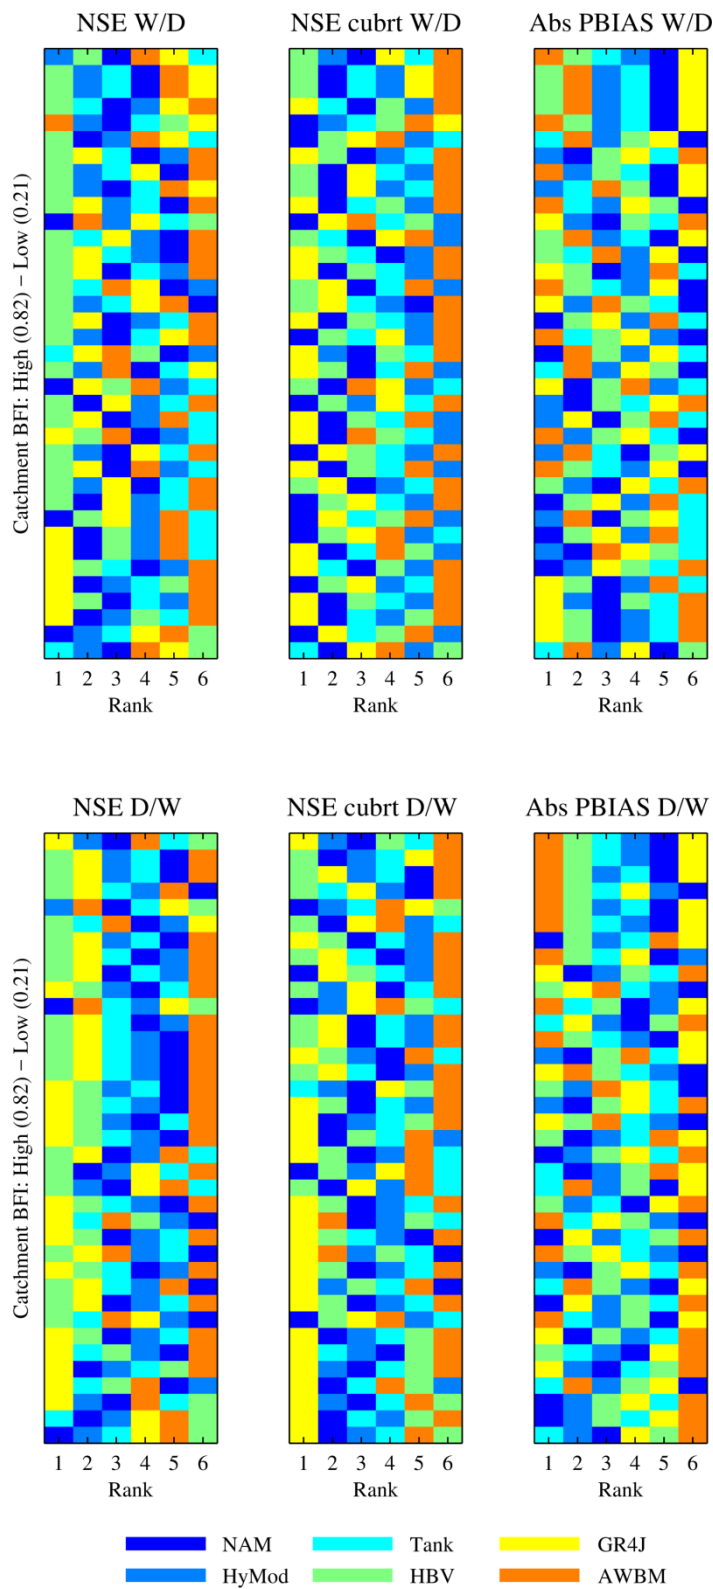 NSE W/D NSE cubrt W/D Abs PBIAS W/D
Catchment BFI: High (0.82) − Low (0.21)
1 2 3 4 5 6 1 2 3 4 5 6 1 2 3 4 5 6
Rank Rank Rank
NSE D/W NSE cubrt D/W Abs PBIAS D/W
Catchment BFI: High (0.82) − Low (0.21)
1 2 3 4 5 6 1 2 3 4 5 6 1 2 3 4 5 6
Rank Rank Rank
NAM Tank GR4J
HyMod HBV AWBM